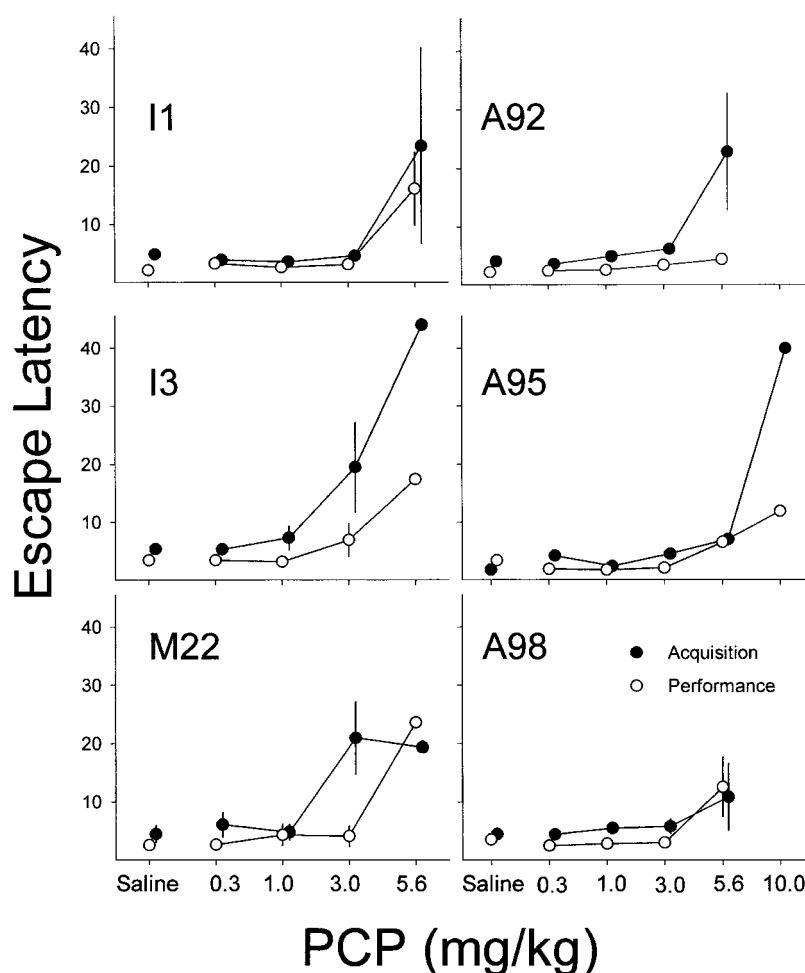 Escape Latency
40
30
20
10
I1
A92
40
30
20
10
I3
A95
40
30
20
10
M22
A98
Acquisition
Performance
Saline 0.3 1.0 3.0 5.6
Saline 0.3 1.0 3.0 5.6 10.0
PCP (mg/kg)